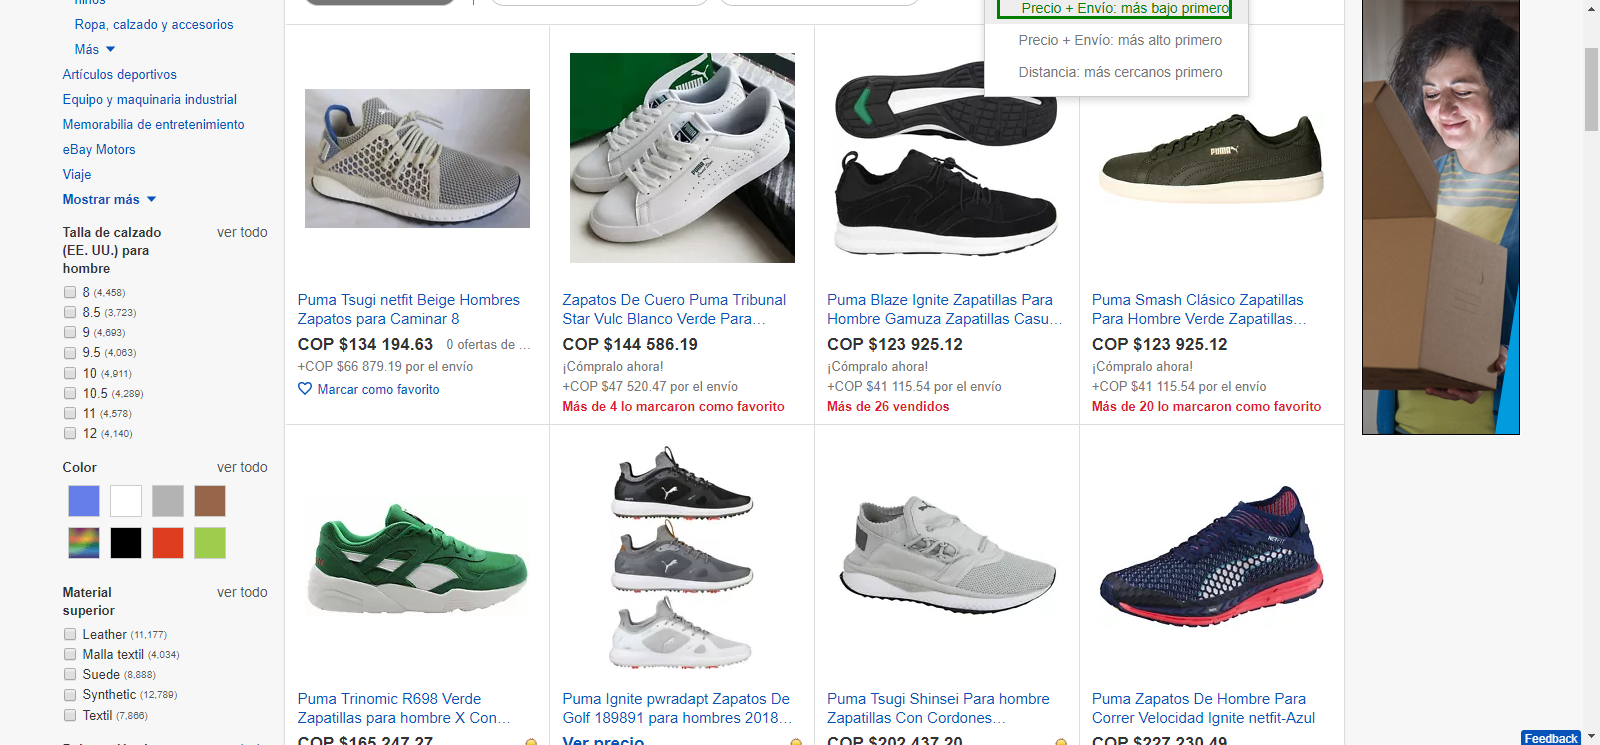 niños
Ropa, calzado y accesorios
Más
Artículos deportivos
Equipo y maquinaria industrial
Memorabilia de entretenimiento
eBay Motors
Viaje
Mostrar más
Talla de calzado (EE. UU.) para hombre
ver todo
8 (4,458)
8.5 (3,723)
9 (4,693)
9.5 (4,063)
10 (4,911)
10.5 (4,289)
11 (4,578)
12 (4,140)
Color
ver todo
Material superior
ver todo
Leather (11,177)
Malla textil (4,034)
Suede (8,888)
Synthetic (12,789)
Textil (7,866)
Precio + Envío: más bajo primero
Precio + Envío: más alto primero
Distancia: más cercanos primero
Puma Tsugi netfit Beige Hombres
Zapatos para Caminar 8
COP $134 194.63 0 ofertas de ...
+COP $66 879.19 por el envío
Marcar como favorito
Zapatos De Cuero Puma Tribunal
Star Vulc Blanco Verde Para...
COP $144 586.19
¡Cómpralo ahora!
+COP $47 520.47 por el envío
Más de 4 lo marcaron como favorito
Puma Blaze Ignite Zapatillas Para
Hombre Gamuza Zapatillas Casu...
COP $123 925.12
¡Cómpralo ahora!
+COP $41 115.54 por el envío
Más de 26 vendidos
PUMA
Puma Smash Clásico Zapatillas
Para Hombre Verde Zapatillas...
COP $123 925.12
¡Cómpralo ahora!
+COP $41 115.54 por el envío
Más de 20 lo marcaron como favorito
Puma Trinomic R698 Verde
Zapatillas para hombre X Con...
COP $165 247.27
Puma Ignite pwradapt Zapatos De
Golf 189891 para hombres 2018...
Ver precio
Puma Tsugi Shinsei Para hombre
Zapatillas Con Cordones...
COP $202 437.20
NETFIT
Puma Zapatos De Hombre Para
Correr Velocidad Ignite netfit-Azul
COP $227 230.49
Feedback